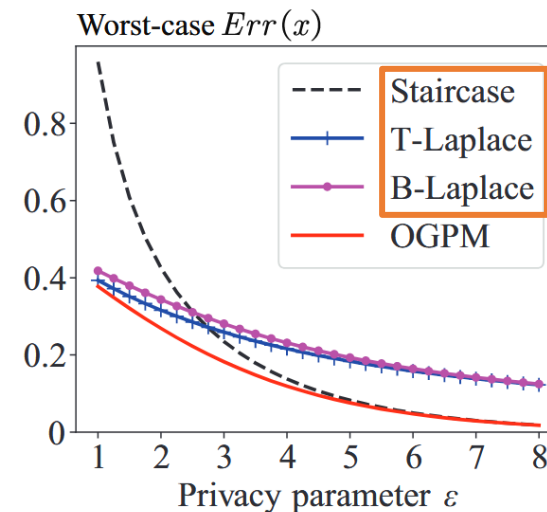 Worst-case Err(x)
Staircase
T-Laplace
B-Laplace
OGPM
0.8
0.6
0.4
0.2
0
1 2 3 4 5 6 7 8
Privacy parameter ε